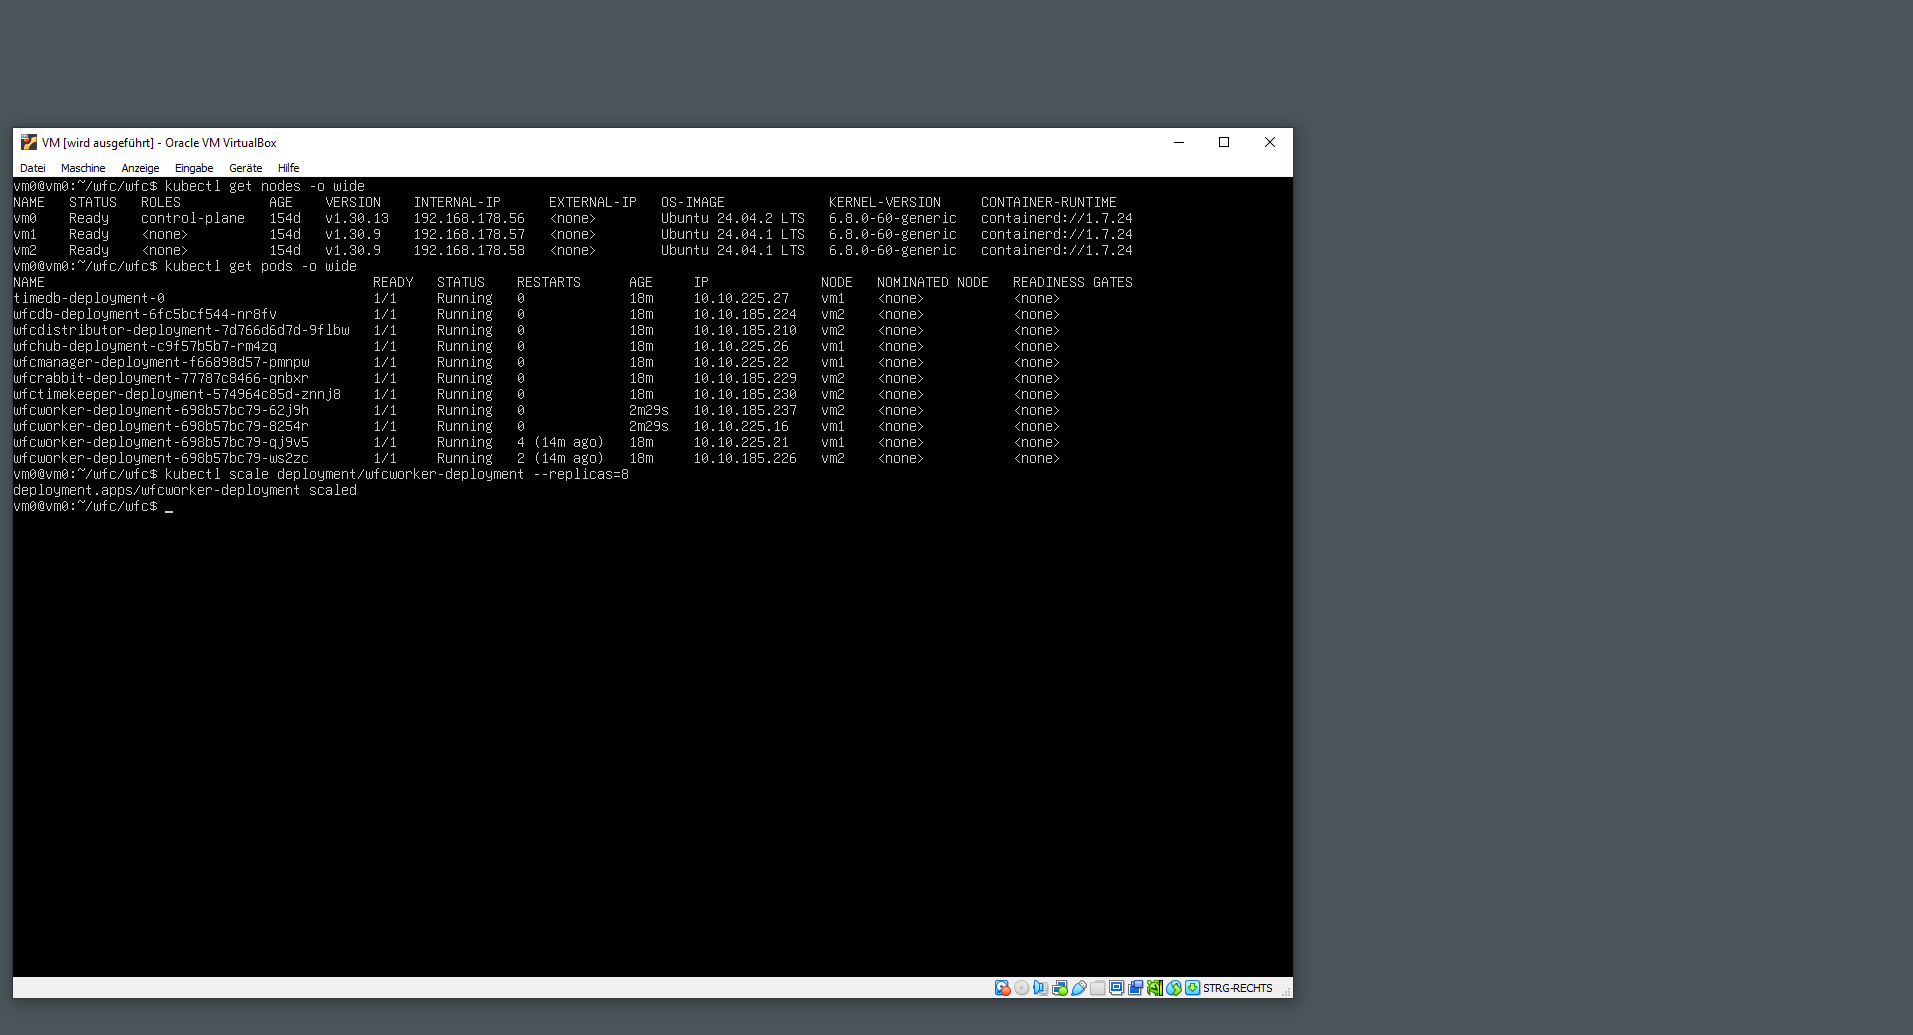 VM [wird ausgeführt] - Oracle VM VirtualBox
Datei Maschine Anzeige Eingabe Geräte Hilfe
vm0@vm0:~/wfc/wfc$ kubectl get nodes -o wide
NAME STATUS ROLES AGE VERSION INTERNAL-IP EXTERNAL-IP OS-IMAGE KERNEL-VERSION CONTAINER-RUNTIME
vm0 Ready control-plane 154d v1.30.13 192.168.178.56 <none> Ubuntu 24.04.2 LTS 6.8.0-60-generic containerd://1.7.24
vm1 Ready <none> 154d v1.30.9 192.168.178.57 <none> Ubuntu 24.04.1 LTS 6.8.0-60-generic containerd://1.7.24
vm2 Ready <none> 154d v1.30.9 192.168.178.58 <none> Ubuntu 24.04.1 LTS 6.8.0-60-generic containerd://1.7.24
vm0@vm0:~/wfc/wfc$ kubectl get pods -o wide
NAME READY STATUS RESTARTS AGE IP NODE NOMINATED NODE READINESS GATES
timedb-deployment-0 1/1 Running 0 18m 10.10.225.27 vm1 <none> <none>
wfcdb-deployment-6fc5bcf544-nr8fv 1/1 Running 0 18m 10.10.185.224 vm2 <none> <none>
wfcdistributor-deployment-7d766d6d7d-9flbw 1/1 Running 0 18m 10.10.185.210 vm2 <none> <none>
wfchub-deployment-c9f57b5b7-rm4zq 1/1 Running 0 18m 10.10.225.26 vm1 <none> <none>
wfcmanager-deployment-f66898d57-pmnpw 1/1 Running 0 18m 10.10.225.22 vm1 <none> <none>
wfcrabbit-deployment-77787c8466-qnbxr 1/1 Running 0 18m 10.10.185.229 vm2 <none> <none>
wfctimekeeper-deployment-574964c85d-znnj8 1/1 Running 0 18m 10.10.185.230 vm2 <none> <none>
wfcworker-deployment-698b57bc79-62j9h 1/1 Running 0 2m29s 10.10.185.237 vm2 <none> <none>
wfcworker-deployment-698b57bc79-8254r 1/1 Running 0 2m29s 10.10.225.16 vm1 <none> <none>
wfcworker-deployment-698b57bc79-qj9v5 1/1 Running 4 (14m ago) 18m 10.10.225.21 vm1 <none> <none>
wfcworker-deployment-698b57bc79-ws2zc 1/1 Running 2 (14m ago) 18m 10.10.185.226 vm2 <none> <none>
vm0@vm0:~/wfc/wfc$ kubectl scale deployment/wfcworker-deployment --replicas=8
deployment.apps/wfcworker-deployment scaled
vm0@vm0:~/wfc/wfc$ _
STRG-RECHTS